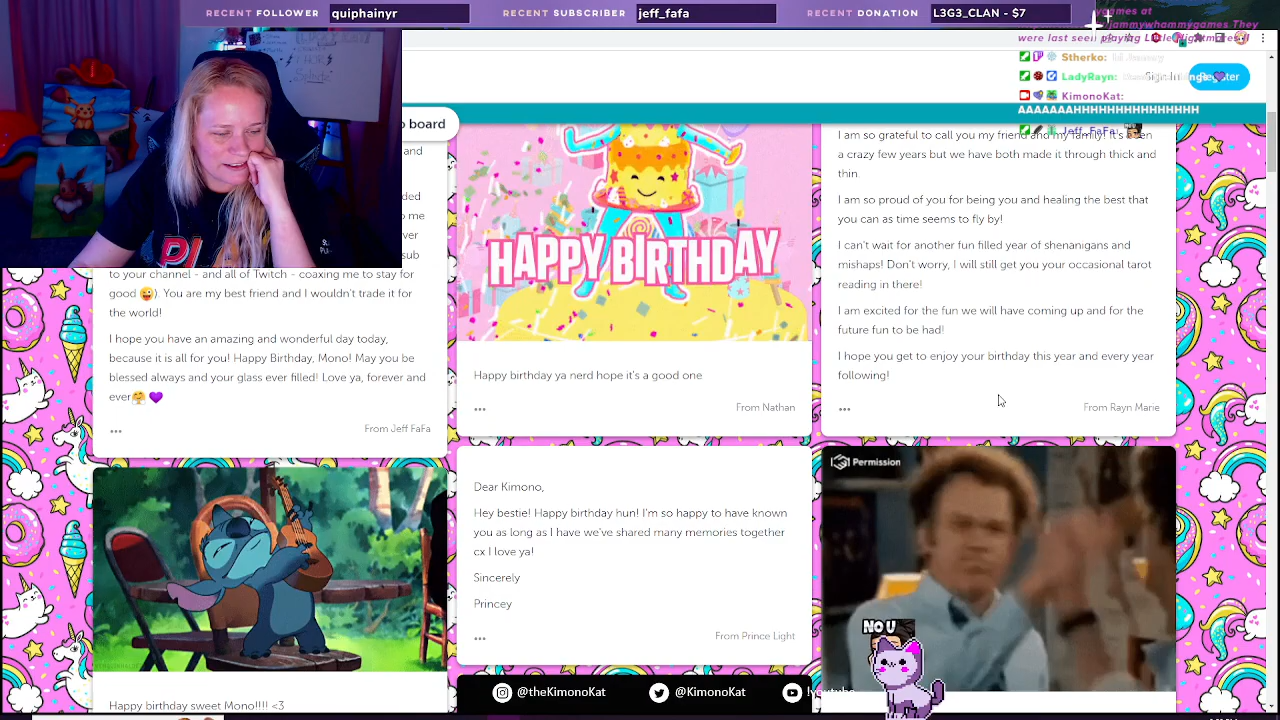 RECENT FOLLOWER quiphainyr RECENT SUBSCRIBER jeff_fafa RECENT DONATION L3G3_CLAN - $7
were last seen playing
Stherko:
LadyRayn:
Register
KimonoKat:
AAAAAAAHHHHHHHHHHHHHHHH
Jeff_FaFa:
board
and
me
to your channel - and all of Twitch - coaxing me to stay for
good 😜). You are my best friend and I wouldn't trade it for
the world!
I hope you have an amazing and wonderful day today,
because it is all for you! Happy Birthday, Mono! May you be
blessed always and your glass ever filled! Love ya, forever and
ever🤗 💜
From Jeff FaFa
Happy birthday sweet Mono!!!! <3
HAPPY BIRTHDAY
Happy birthday ya nerd hope it's a good one
From Nathan
Dear Kimono,
Hey bestie! Happy birthday hun! I'm so happy to have known
you as long as I have we've shared many memories together
cx I love ya!
Sincerely
Princey
From Prince Light
I am so grateful to call you my friend and my family! It's been
a crazy few years but we have both made it through thick and
thin.
I am so proud of you for being you and healing the best that
you can as time seems to fly by!
I can't wait for another fun filled year of shenanigans and
mishaps! Don't worry, I will still get you your occasional tarot
reading in there!
I am excited for the fun we will have coming up and for the
future fun to be had!
I hope you get to enjoy your birthday this year and every year
following!
From Rayn Marie
Permission
NO U
@theKimonoKat @KimonoKat !youtube